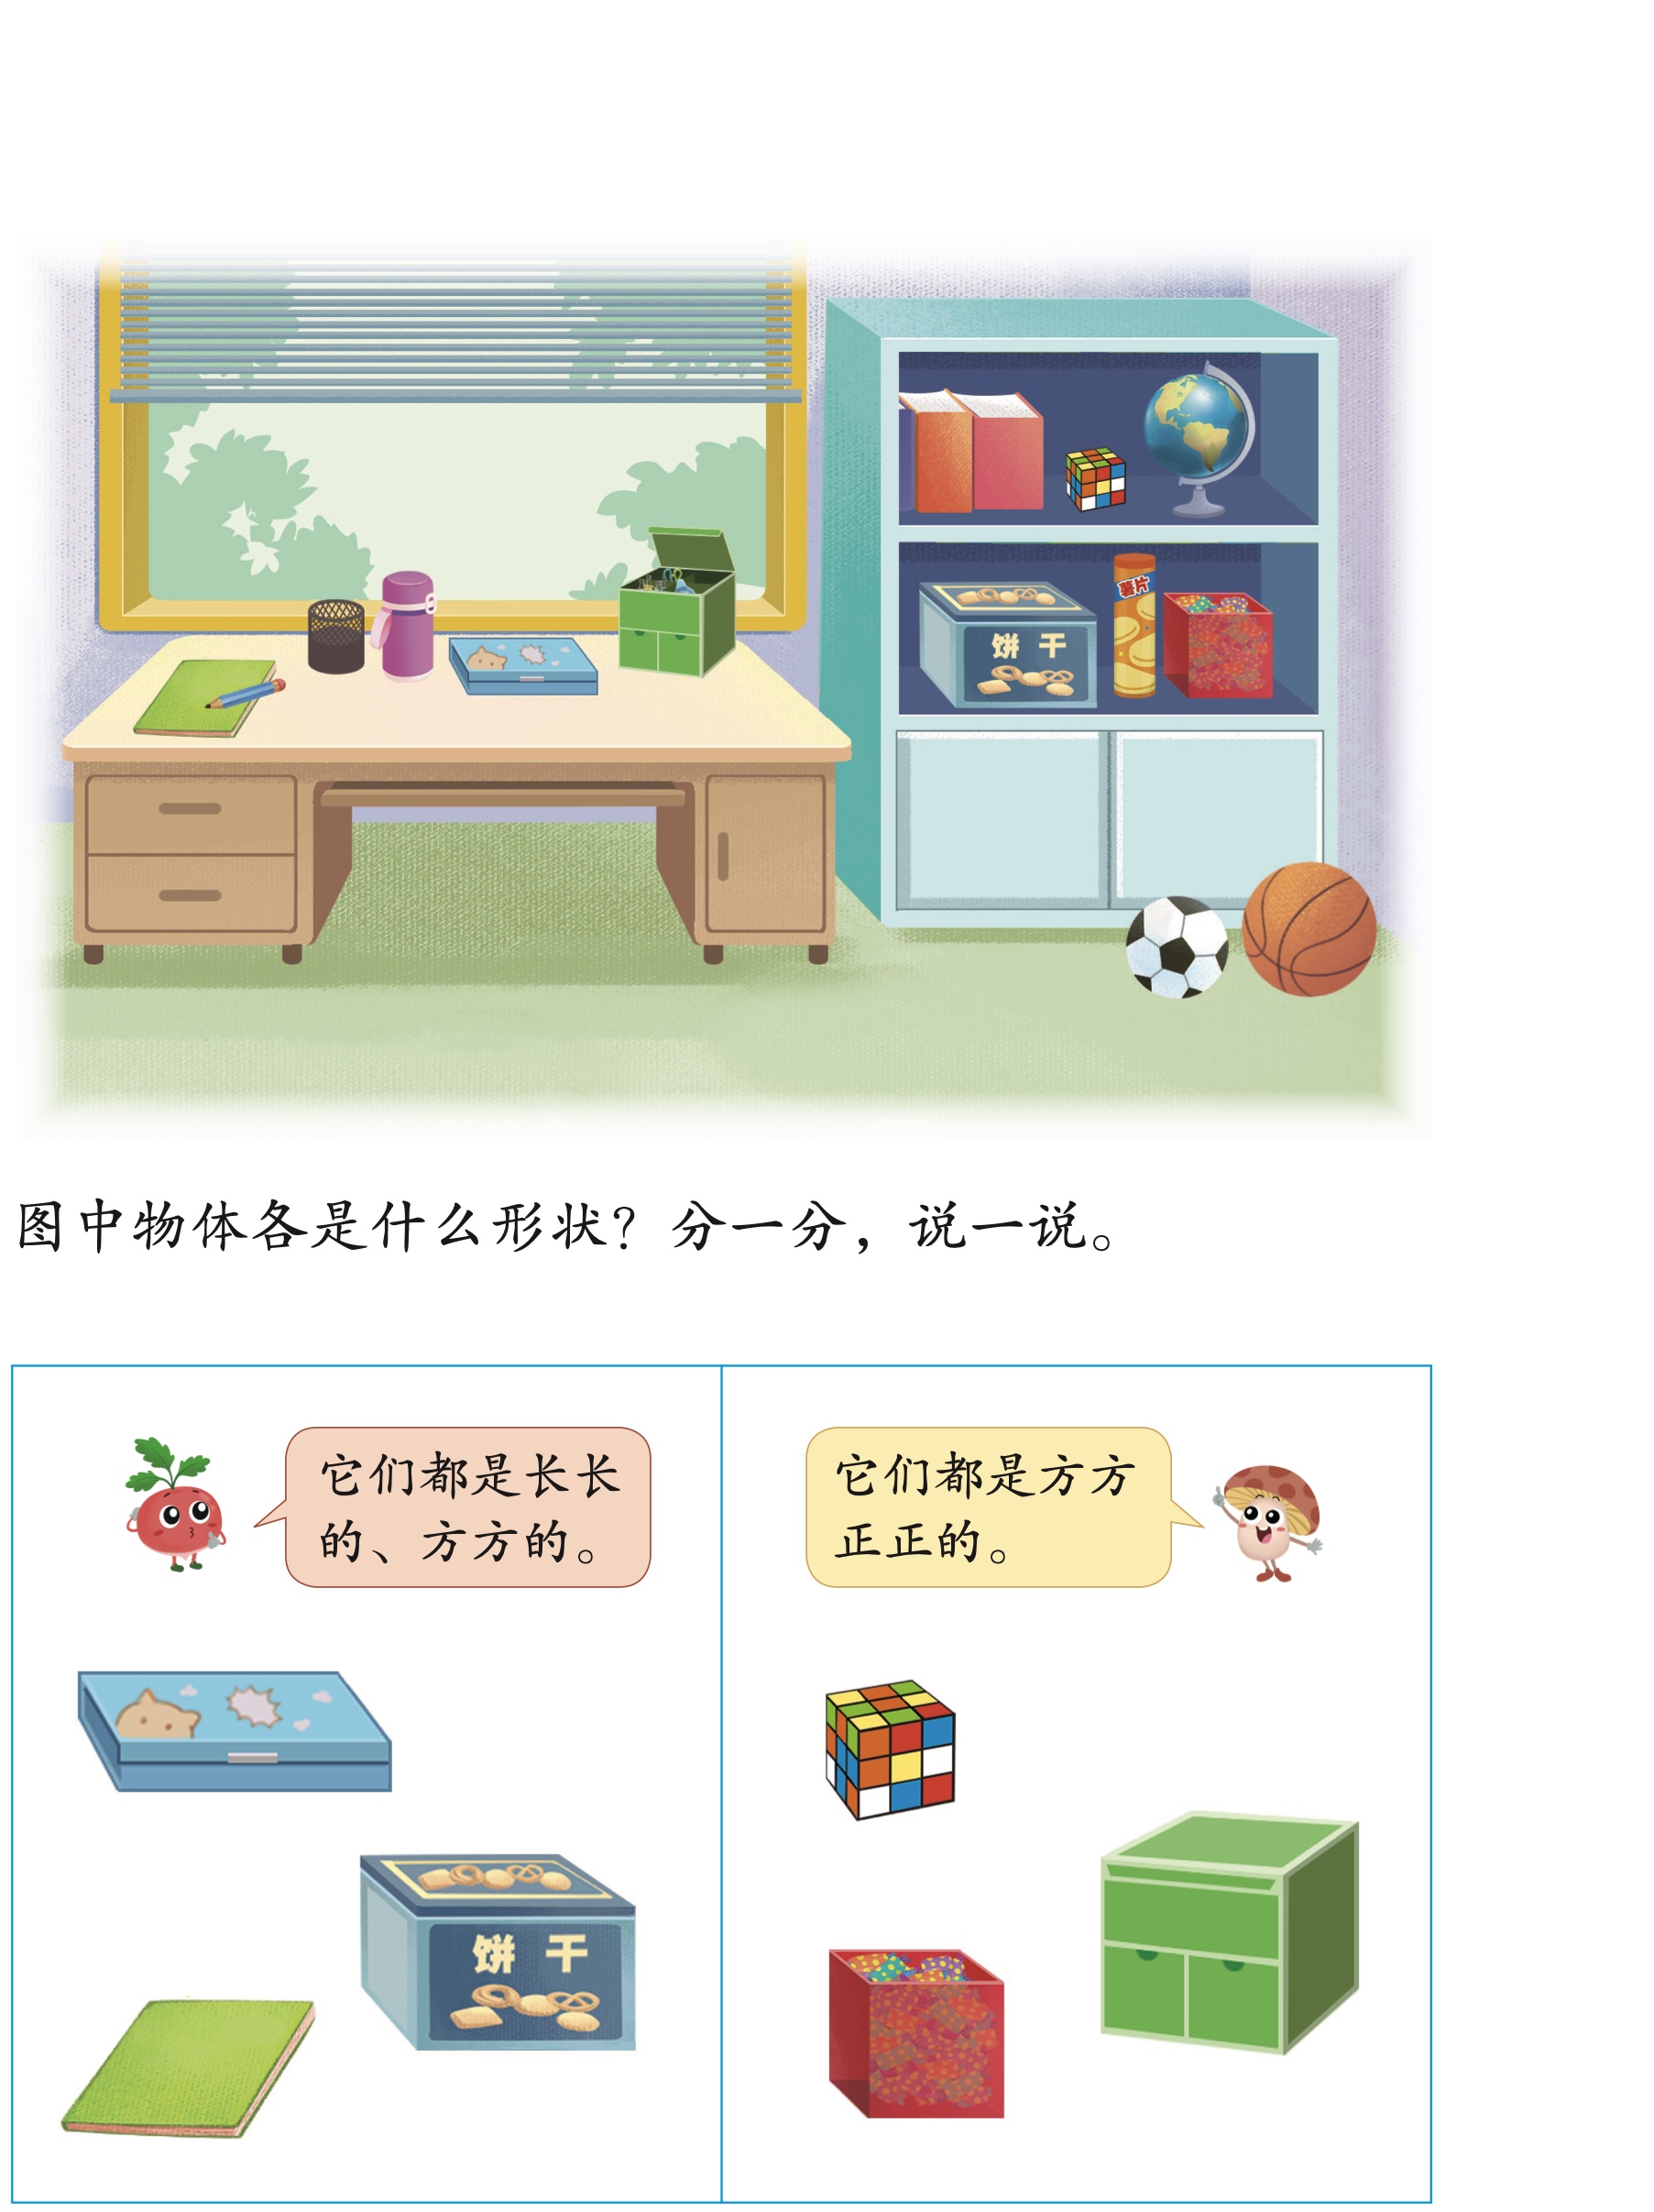 薯片
饼 干
图中物体各是什么形状？分一分，说一说。
它们都是长长
的、方方的。
它们都是方方
正正的。
饼 干